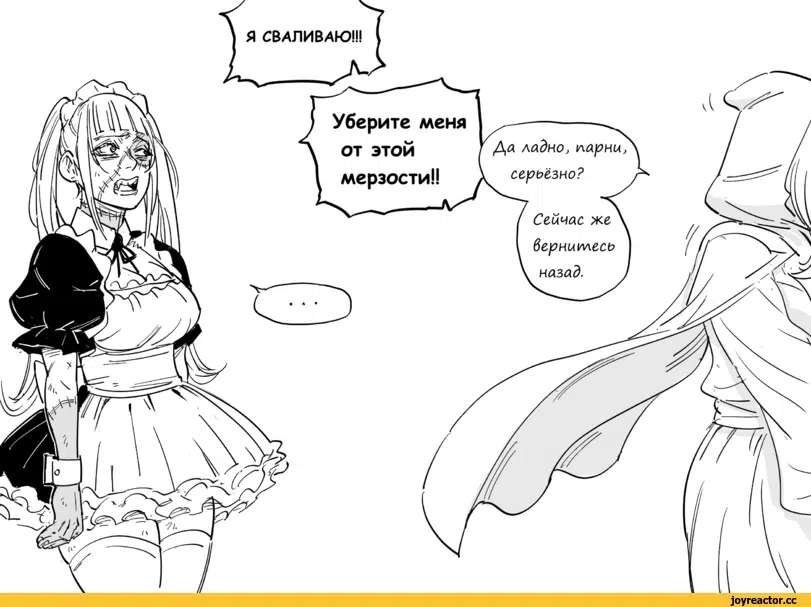 Я СВАЛИВАЮ!!!
Уберите меня
от этой
мерзости!!
Да ладно, парни,
серьёзно?
Сейчас же
вернитесь
назад.
...
joyreactor.cc